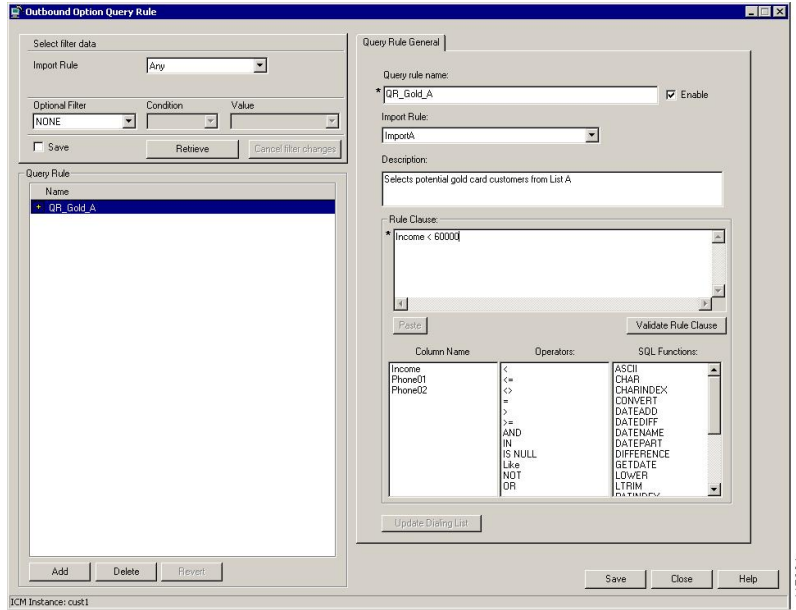 Outbound Option Query Rule
Select filter data
Import Rule
Any
Optional Filter
Condition
Value
NONE
Save
Retrieve
Cancel filter changes
Query Rule
Name
+ QR_Gold_A
Add
Delete
Revert
Query Rule General
Query rule name:
* QR_Gold_A
Enable
Import Rule:
ImportA
Description:
Selects potential gold card customers from List A
Rule Clause:
* Income < 60000
Paste
Validate Rule Clause
Column Name
Income
Phone01
Phone02
Operators:
<
<=
<>
=
>
>=
AND
IN
IS NULL
Like
NOT
OR
SQL Functions:
ASCII
CHAR
CHARINDEX
CONVERT
DATEADD
DATEDIFF
DATENAME
DATEPART
DIFFERENCE
GETDATE
LOWER
LTRIM
PATINDEX
Update Dialing List
Save
Close
Help
ICM Instance: cust1